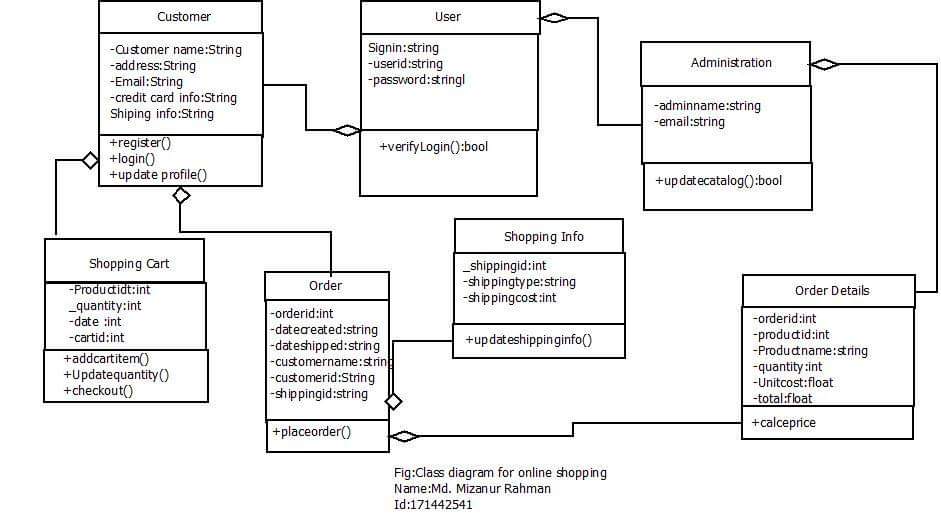 Customer
-Customer name:String
-address:String
-Email:String
-credit card info:String
Shiping info:String
+register()
+login()
+update profile()
User
Signin:string
-userid:string
-password:stringl
+verifyLogin():bool
Administration
-adminname:string
-email:string
+updatecatalog():bool
Shopping Cart
-Productidt:int
_quantity:int
-date :int
-cartid:int
+addcartitem()
+Updatequantity()
+checkout()
Order
-orderid:int
-datecreated:string
-dateshipped:string
-customername:string
-customerid:String
-shippingid:string
+placeorder()
Shopping Info
_shippingid:int
-shippingtype:string
-shippingcost:int
+updateshippinginfo()
Order Details
-orderid:int
-productid:int
-Productname:string
-quantity:int
-Unitcost:float
-total:float
+calceprice
Fig:Class diagram for online shopping
Name:Md. Mizanur Rahman
Id:171442541